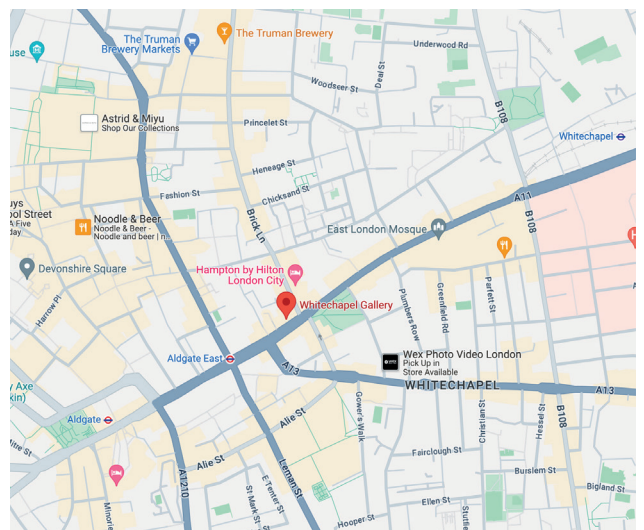 The Truman
Brewery Markets
The Truman Brewery
Underwood Rd
Deal St
Woodseer St
B108
Astrid & Miyu
Shop Our Collections
Princelet St
Whitechapel
Heneage St
Chicksand St
Fashion St
A11
B108
Brick Ln
East London Mosque
Noodle & Beer
Noodle & Beer -
Noodle and beer | n...
ool Street
A Five
Devonshire Square
Harrow Pl
Hampton by Hilton
London City
Whitechapel Gallery
Plumbers Row
Greenfield Rd
Parfett St
Aldgate East
A13
Wex Photo Video London
Pick Up in
Store Available
WHITECHAPEL
A13
Aldgate
Alie St
Alie St
Gower's Walk
Christian St
Hessel St
B108
Fairclough St
Burslem St
Bigland St
A1210
Leman St
E Tenter St
St Mark St
Ellen St
Hooper St